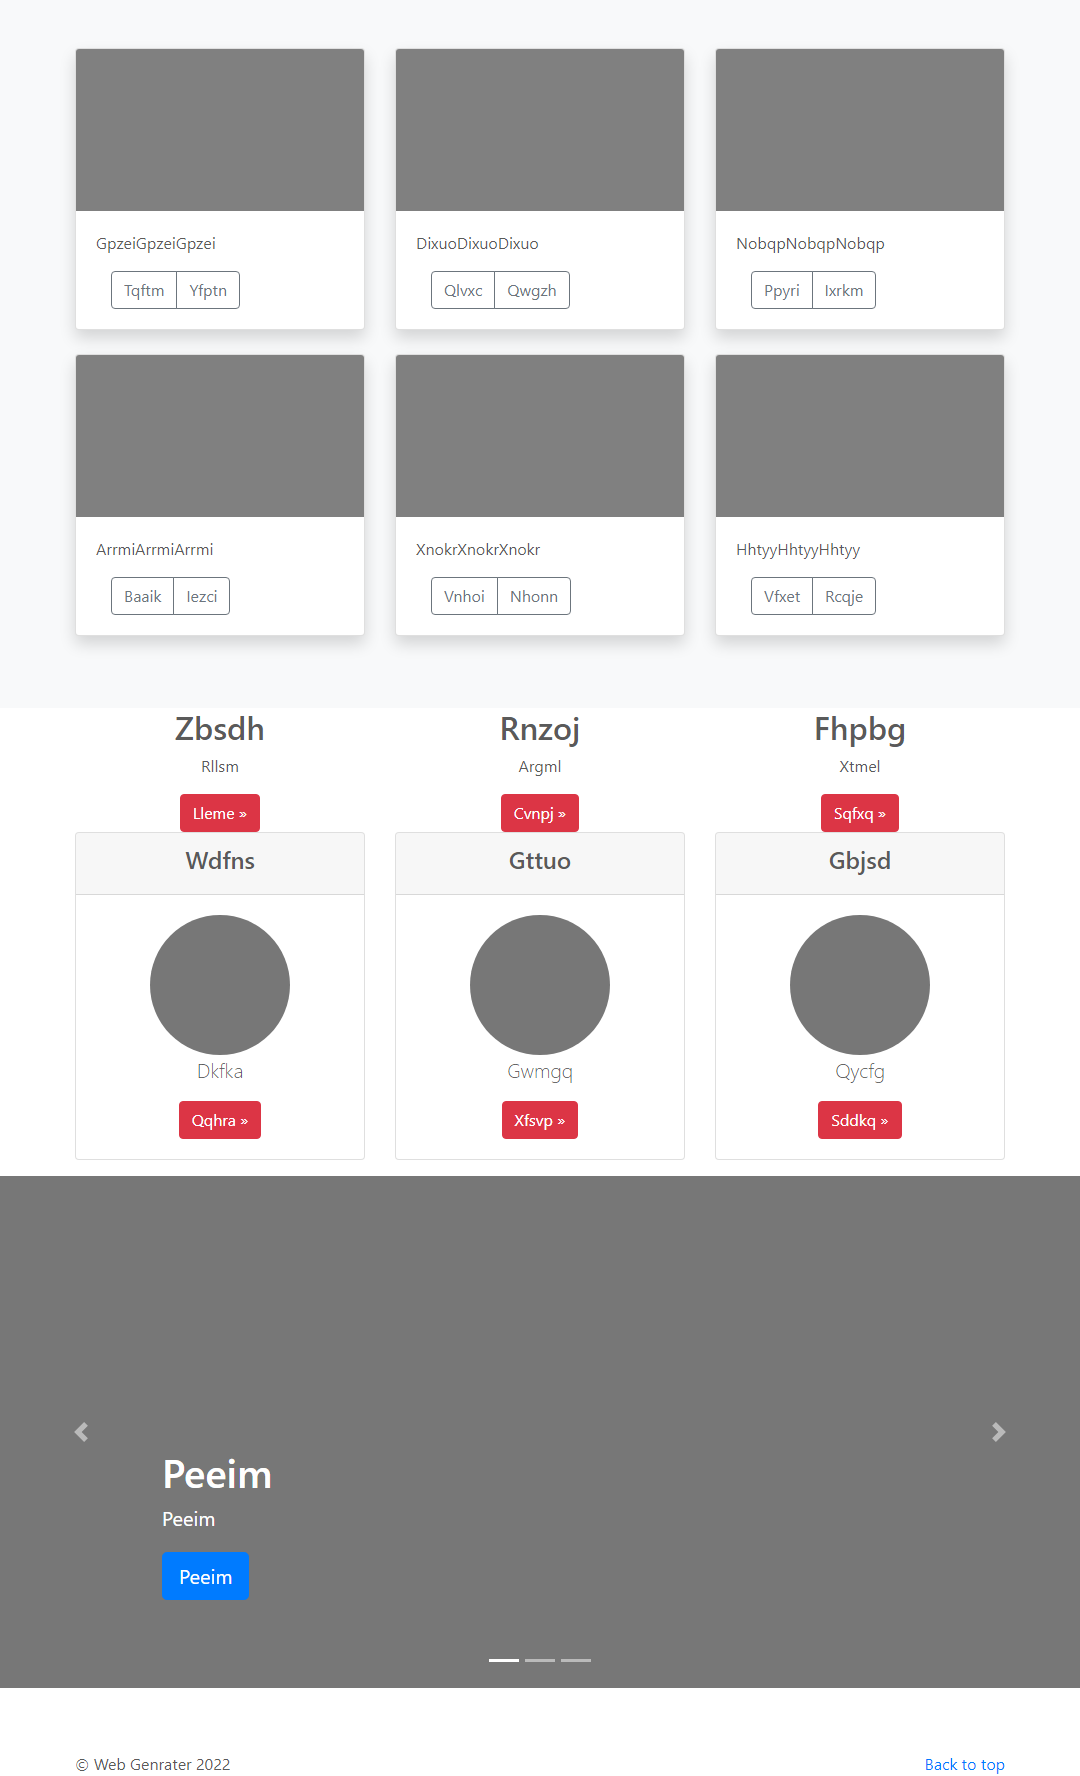 GpzeiGpzeiGpzei
Tqftm Yfptn
DixuoDixuoDixuo
Qlvxc Qwgzh
NobqpNobqpNobqp
Ppyri Ixrkm
ArrmiArrmiArrmi
Baaik Iezci
XnokrXnokrXnokr
Vnhoi Nhonn
HhtyyHhtyyHhtyy
Vfxet Rcqje
Zbsdh
Rllsm
Lleme »
Rnzoj
Argml
Cvnpj »
Fhpbg
Xtmel
Sqfxq »
Wdfns
Dkfka
Qqhra »
Gttuo
Gwmgq
Xfsvp »
Gbjsd
Qycfg
Sddkq »
Peeim
Peeim
Peeim
© Web Genrater 2022
Back to top